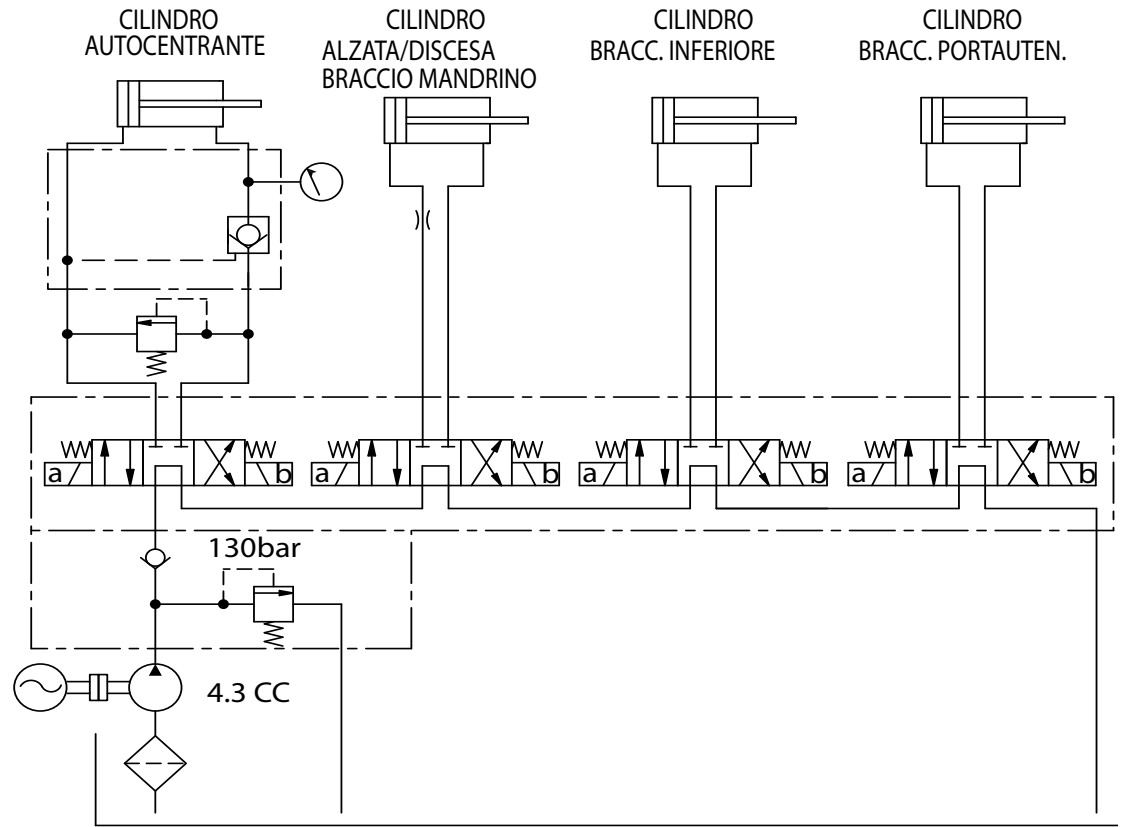 CILINDRO
AUTOCENTRANTE
CILINDRO
ALZATA/DISCESA
BRACCIO MANDRINO
CILINDRO
BRACC. INFERIORE
CILINDRO
BRACC. PORTAUTEN.
a
b
a
b
a
b
a
b
130bar
4.3 CC